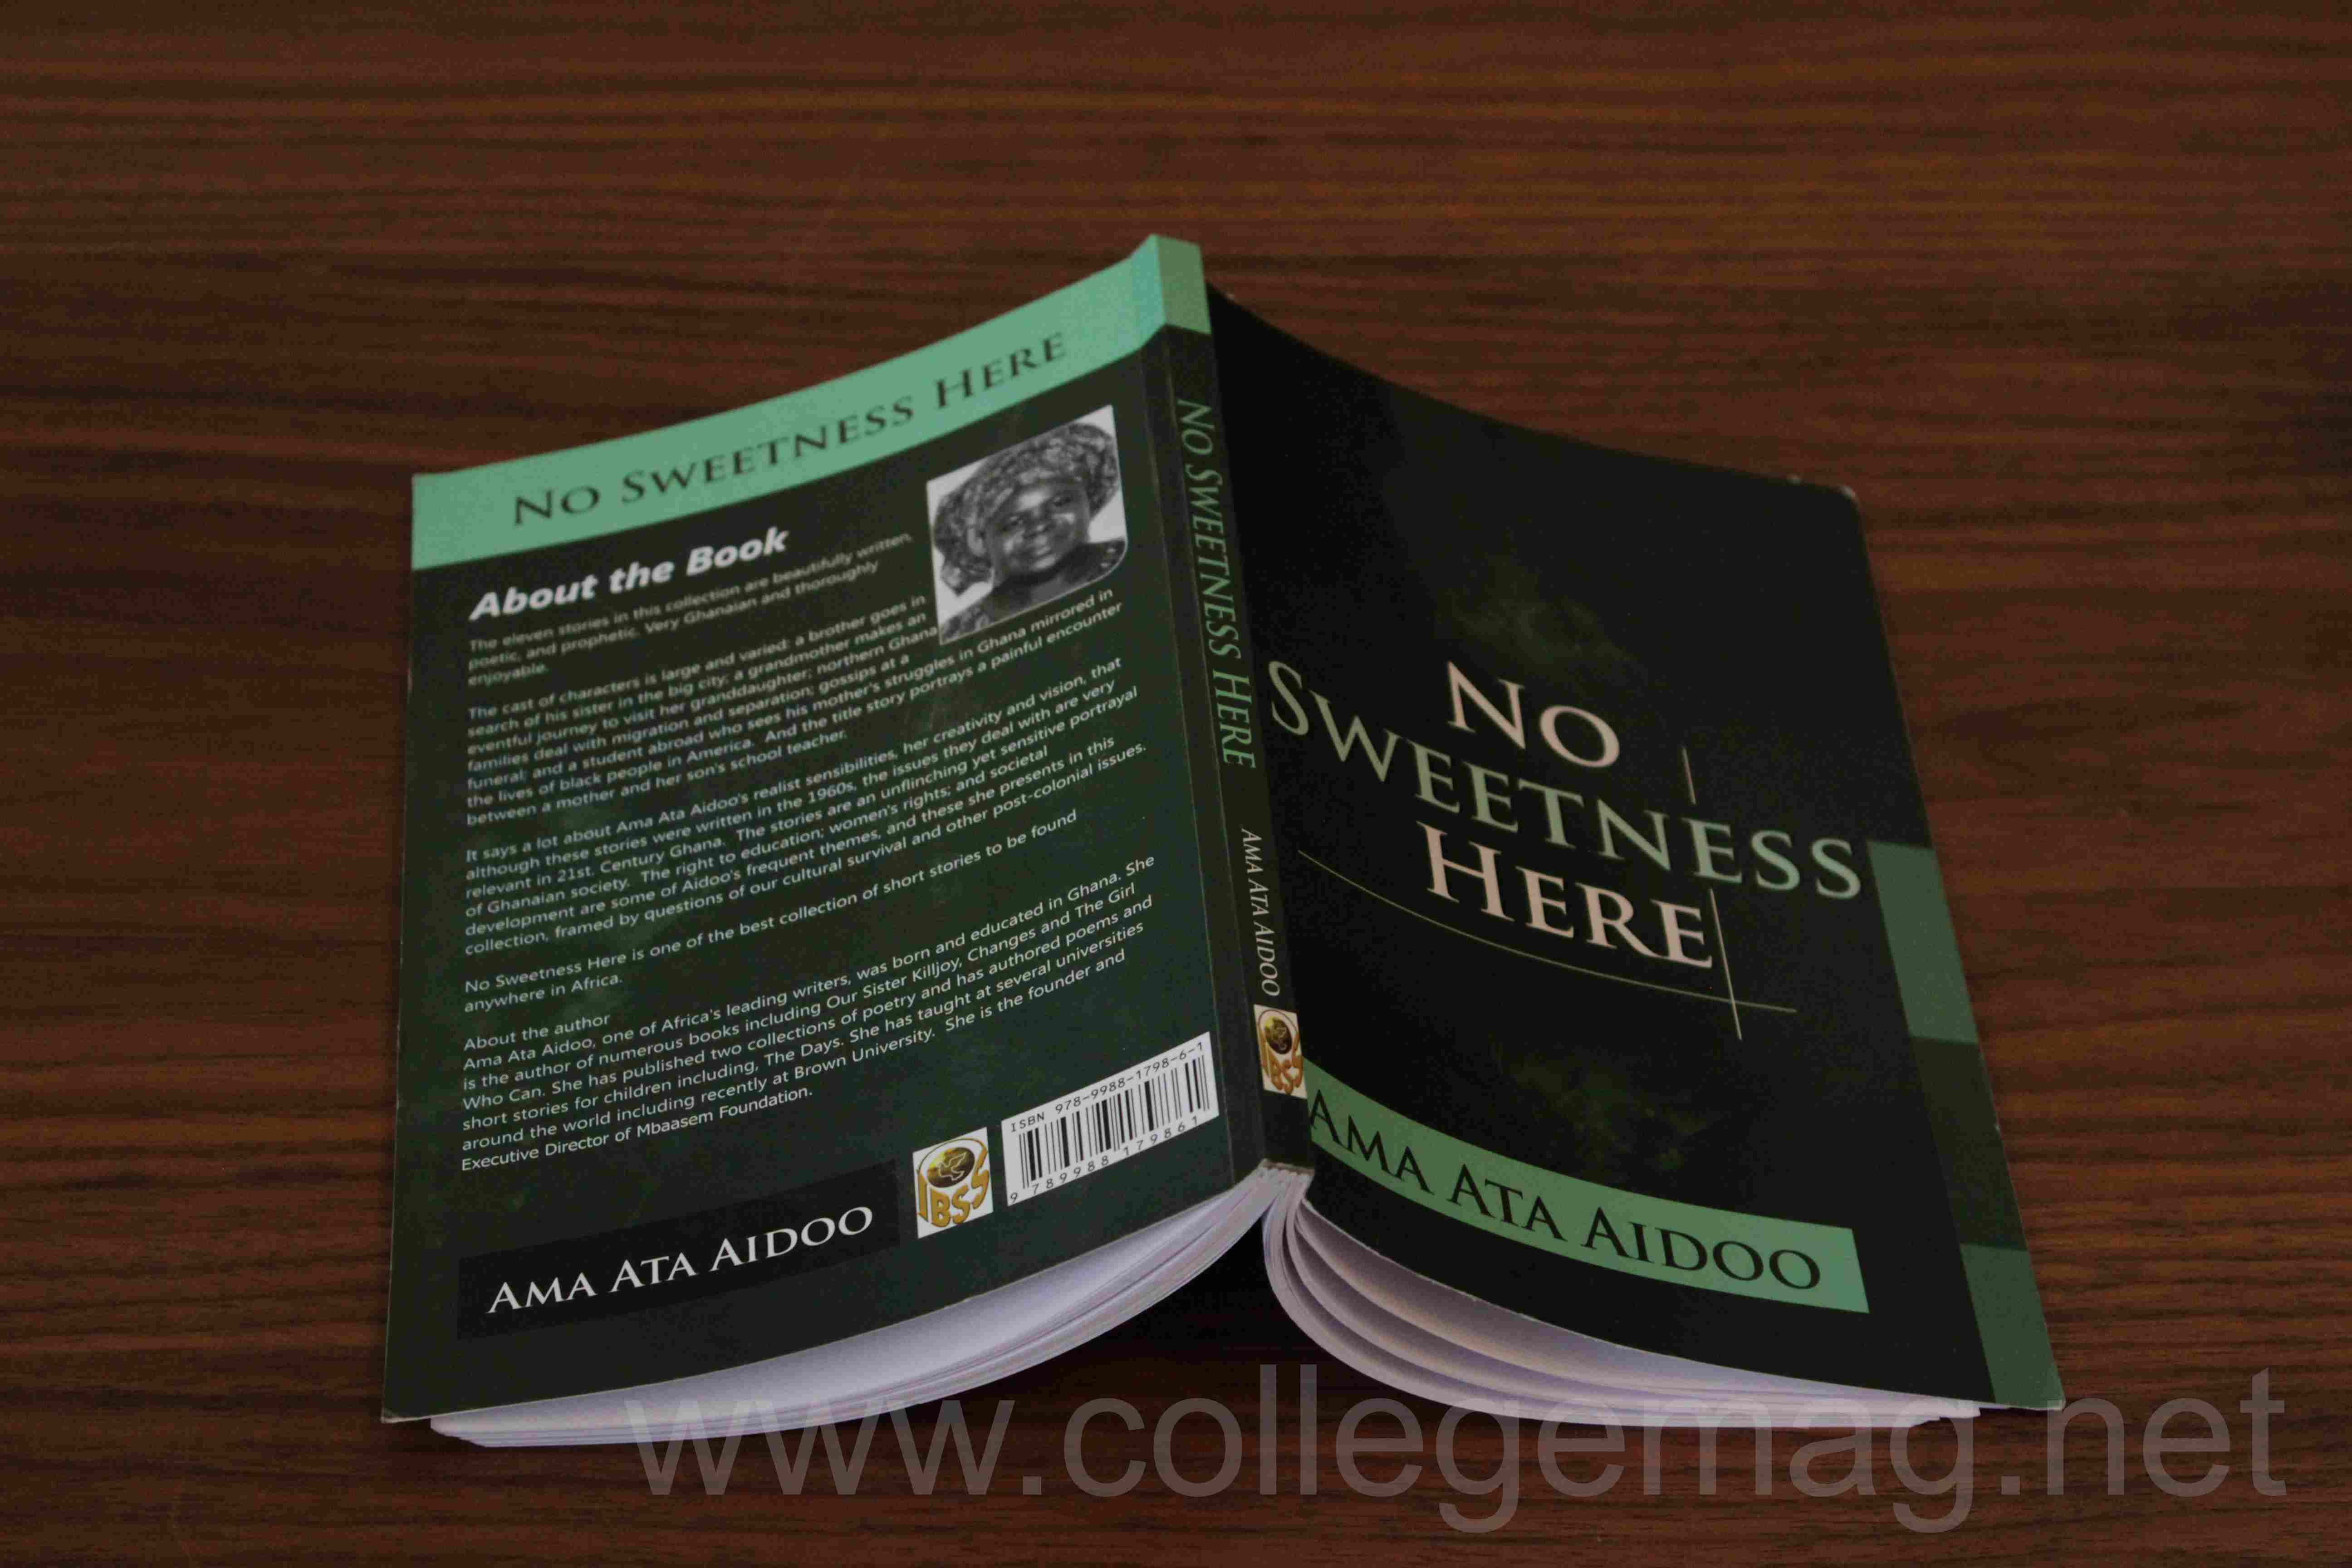 NO SWEETNESS HERE
About the Book
The eleven stories in this collection are beautifully written,
poetic, and prophetic. Very Ghanaian and thoroughly
enjoyable.
The cast of characters is large and varied: a brother goes in
search of his sister in the big city; a grandmother makes an
eventful journey to visit her granddaughter; northern Ghana
families deal with migration and separation; gossips at a
funeral; and a student abroad who sees his mother's struggles in Ghana mirrored in
the lives of black people in America. And the title story portrays a painful encounter
between a mother and her son's school teacher.
It says a lot about Ama Ata Aidoo's realist sensibilities, her creativity and vision, that
although these stories were written in the 1960s, the issues they deal with are very
relevant in 21st. Century Ghana. The stories are an unflinching yet sensitive portrayal
of Ghanaian society. The right to education; women's rights; and societal
development are some of Aidoo's frequent themes, and these she presents in this
collection, framed by questions of our cultural survival and other post-colonial issues.
No Sweetness Here is one of the best collection of short stories to be found
anywhere in Africa.
About the author
Ama Ata Aidoo, one of Africa's leading writers, was born and educated in Ghana. She
is the author of numerous books including Our Sister Killjoy, Changes and The Girl
Who Can. She has published two collections of poetry and has authored poems and
short stories for children including, The Days. She has taught at several universities
around the world including recently at Brown University. She is the founder and
Executive Director of Mbaasem Foundation.
AMA ATA AIDOO
BSS
ISBN 978-9988-1798-6-1
9 789988 179861
NO SWEETNESS HERE
AMA ATA AIDOO
BSS
NO
SWEETNESS
HERE
AMA ATA AIDOO
www.collegemag.net